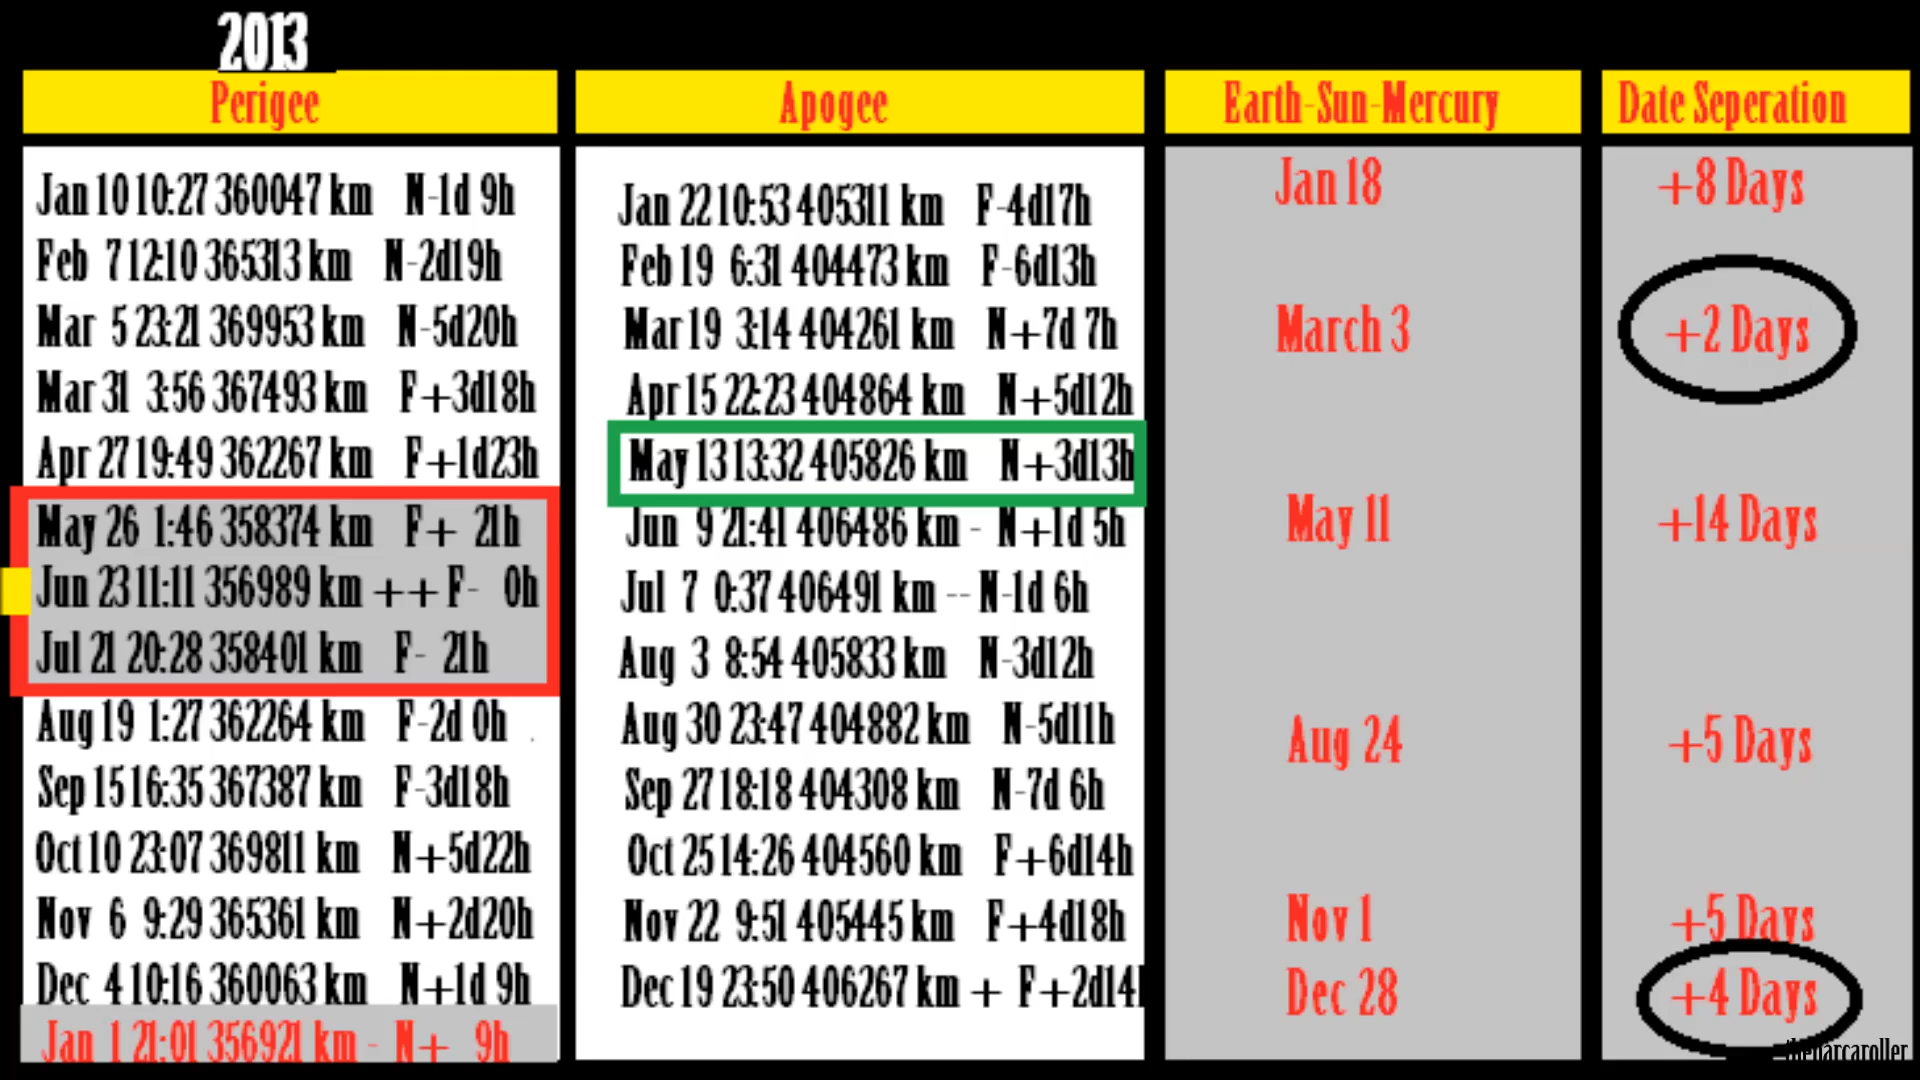 2013
Perigee
Jan 10 10:27 360047 km N-1d 9h
Feb 7 12:10 365313 km N-2d19h
Mar 5 23:21 369953 km N-5d20h
Mar 31 3:56 367493 km F+3d18h
Apr 27 19:49 362267 km F+1d23h
May 26 1:46 358374 km F+ 21h
Jun 23 11:11 356989 km ++ F- 0h
Jul 21 20:28 358401 km F- 21h
Aug 19 1:27 362264 km F-2d 0h
Sep 15 16:35 367387 km F-3d18h
Oct 10 23:07 369811 km N+5d22h
Nov 6 9:29 365361 km N+2d20h
Dec 4 10:16 360063 km N+1d 9h
Jan 1 21:01 356921 km - N+ 9h
Apogee
Jan 22 10:53 405311 km F-4d17h
Feb 19 6:31 404473 km F-6d13h
Mar 19 3:14 404261 km N+7d 7h
Apr 15 22:23 404864 km N+5d12h
May 13 13:32 405826 km N+3d13h
Jun 9 21:41 406486 km - N+1d 5h
Jul 7 0:37 406491 km -- N-1d 6h
Aug 3 8:54 405833 km N-3d12h
Aug 30 23:47 404882 km N-5d11h
Sep 27 18:18 404308 km N-7d 6h
Oct 25 14:26 404560 km F+6d14h
Nov 22 9:51 405445 km F+4d18h
Dec 19 23:50 406267 km + F+2d14
Earth-Sun-Mercury
Jan 18
March 3
May 11
Aug 24
Nov 1
Dec 28
Date Seperation
+8 Days
+2 Days
+14 Days
+5 Days
+5 Days
+4 Days